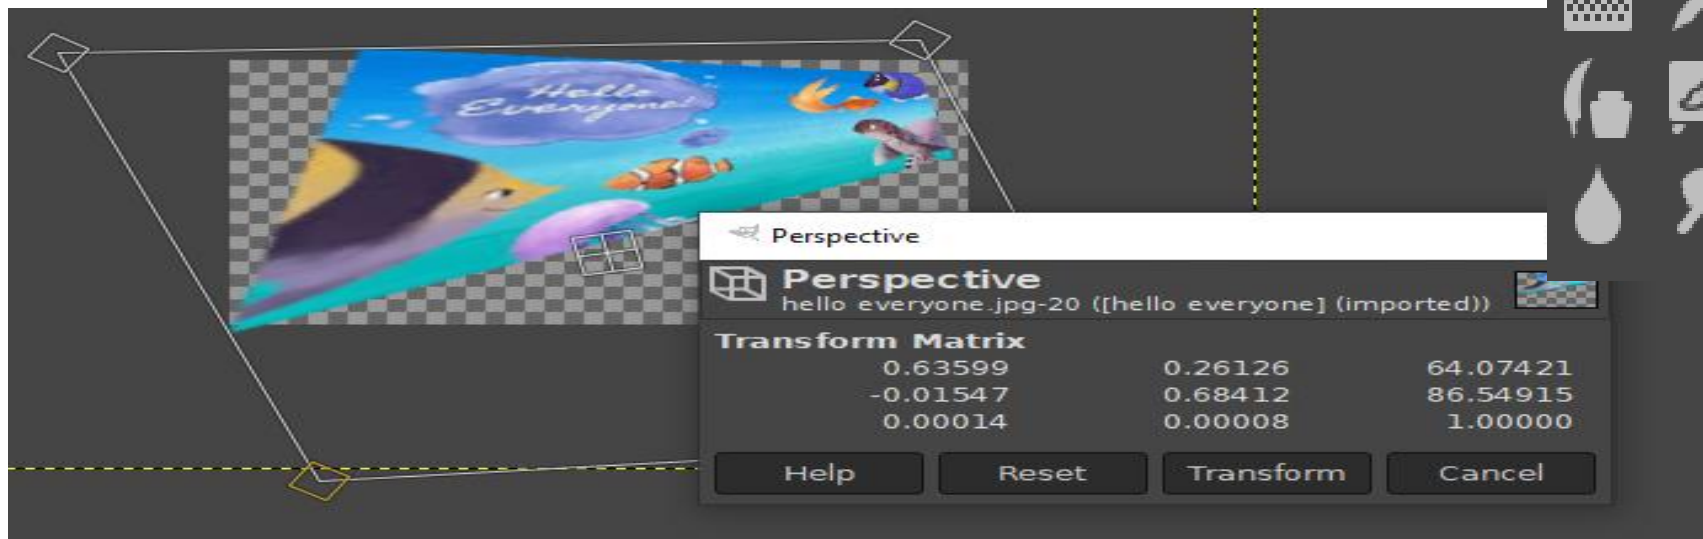 Hello
Everyone!
Perspective
Perspective
hello everyone.jpg-20 ([hello everyone] (imported))
Transform Matrix
0.63599 0.26126 64.07421
-0.01547 0.68412 86.54915
0.00014 0.00008 1.00000
Help Reset Transform Cancel